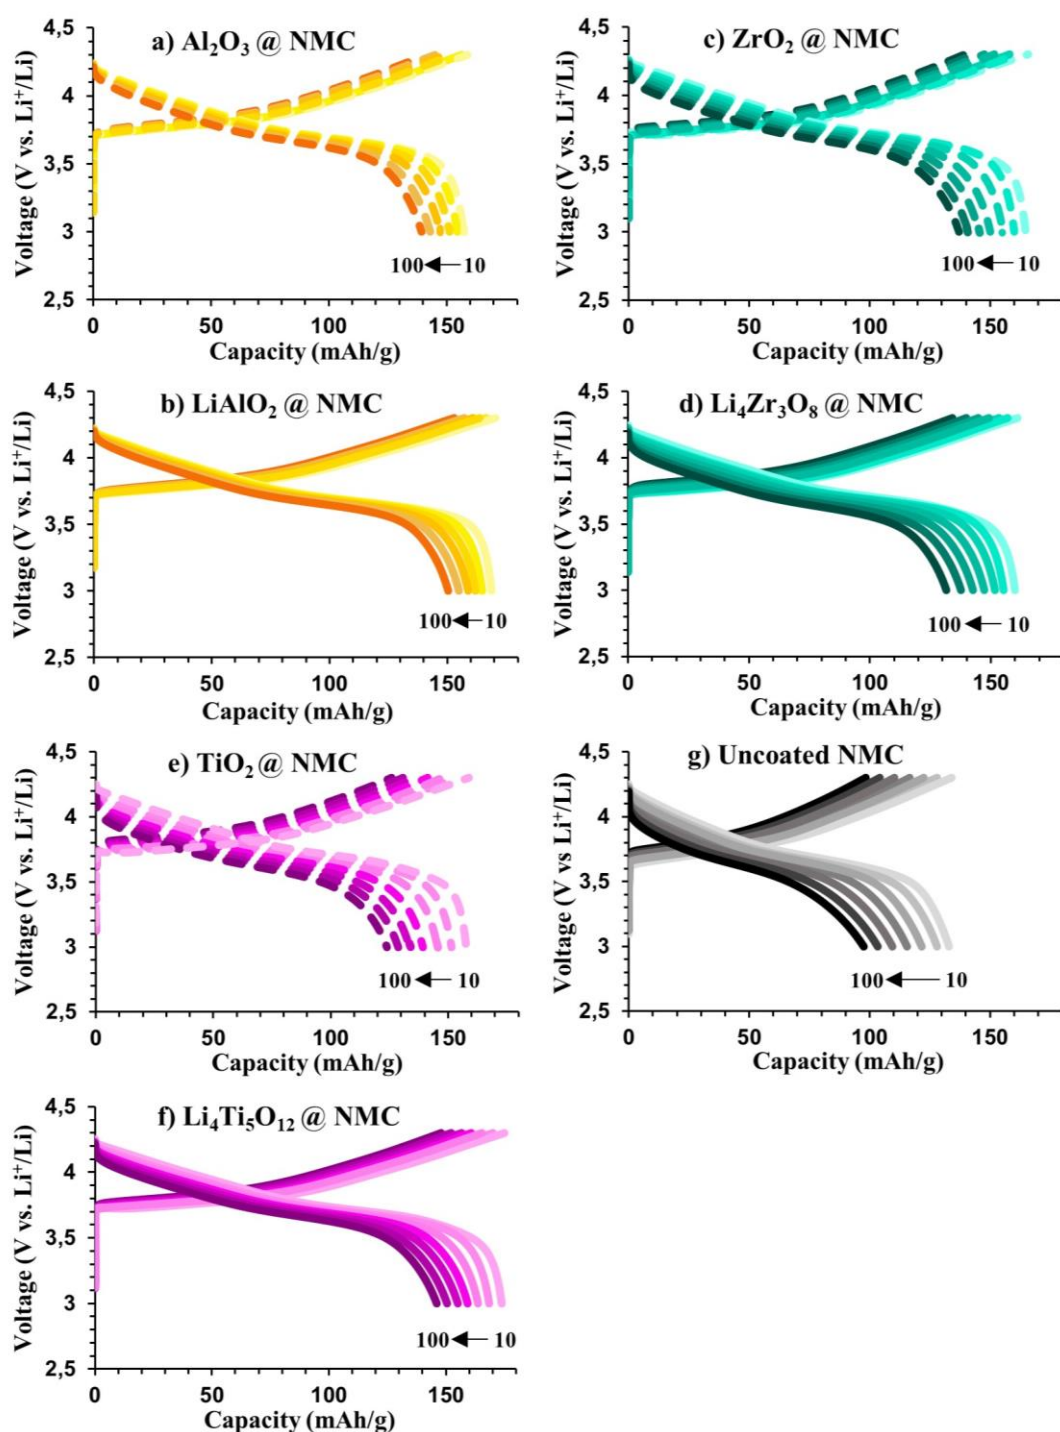 a) Al₂O₃ @ NMC
4,5
4
3,5
3
2,5
Voltage (V vs. Li⁺/Li)
100 10
0 50 100 150
Capacity (mAh/g)
c) ZrO₂ @ NMC
4,5
4
3,5
3
2,5
Voltage (V vs. Li⁺/Li)
100 10
0 50 100 150
Capacity (mAh/g)
b) LiAlO₂ @ NMC
4,5
4
3,5
3
2,5
Voltage (V vs. Li⁺/Li)
100 10
0 50 100 150
Capacity (mAh/g)
d) Li₄Zr₃O₈ @ NMC
4,5
4
3,5
3
2,5
Voltage (V vs. Li⁺/Li)
100 10
0 50 100 150
Capacity (mAh/g)
e) TiO₂ @ NMC
4,5
4
3,5
3
2,5
Voltage (V vs. Li⁺/Li)
100 10
0 50 100 150
Capacity (mAh/g)
g) Uncoated NMC
4,5
4
3,5
3
2,5
Voltage (V vs Li⁺/Li)
100 10
0 50 100 150
Capacity (mAh/g)
f) Li₄Ti₅O₁₂ @ NMC
4,5
4
3,5
3
2,5
Voltage (V vs. Li⁺/Li)
100 10
0 50 100 150
Capacity (mAh/g)